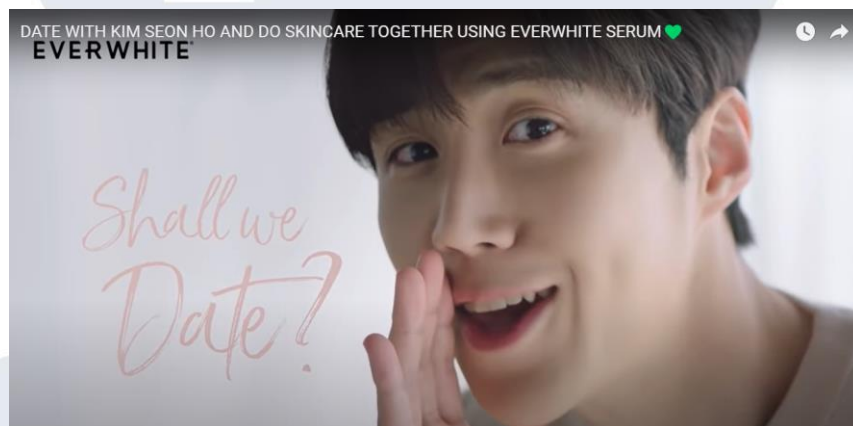 DATE WITH KIM SEON HO AND DO SKINCARE TOGETHER USING EVERWHITE SERUM💚
EVERWHITE
Shall we
Date?